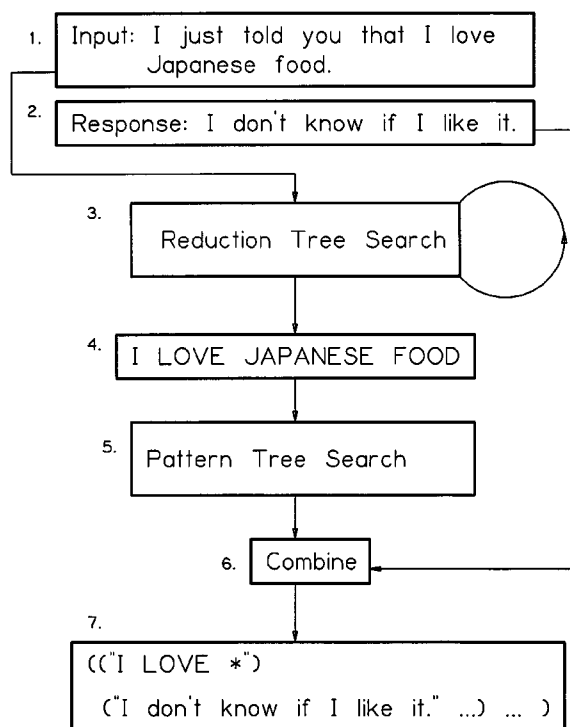 1. Input: I just told you that I love
Japanese food.
2. Response: I don't know if I like it.
3. Reduction Tree Search
4. I LOVE JAPANESE FOOD
5. Pattern Tree Search
6. Combine
7.
(("I LOVE *")
("I don't know if I like it." ...) ... )